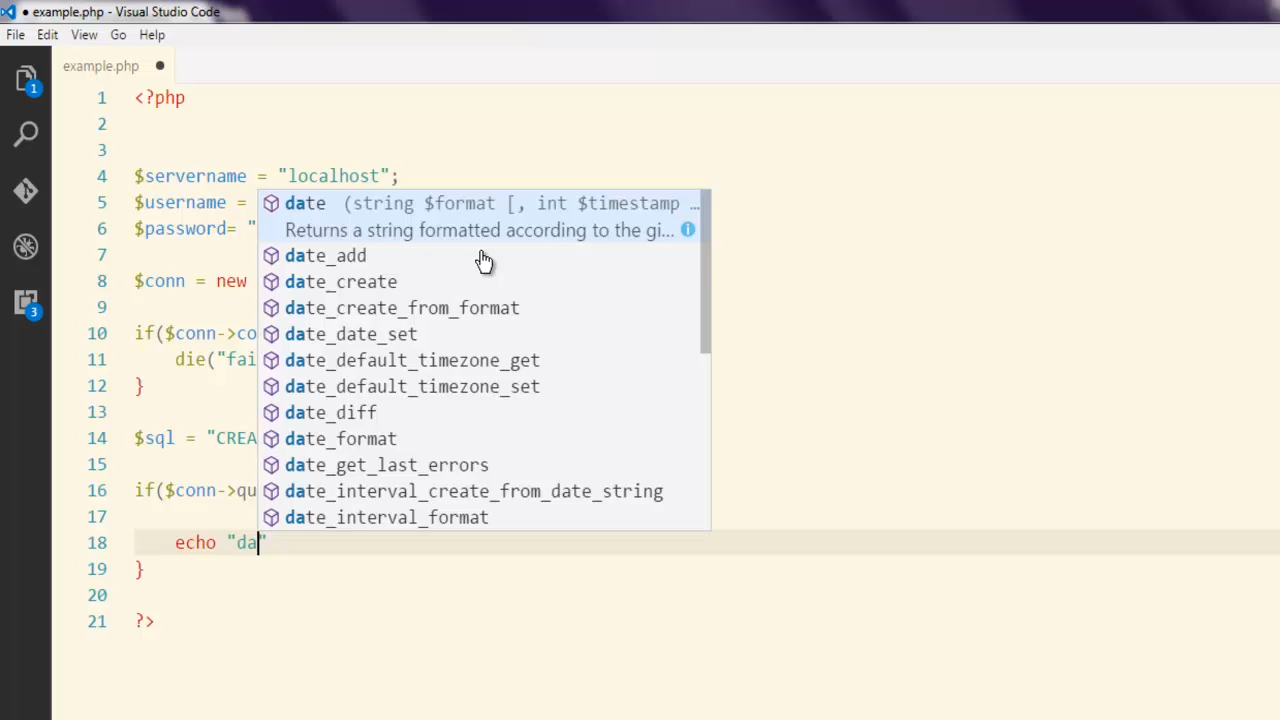 ● example.php - Visual Studio Code
File Edit View Go Help
example.php ●
1 <?php
2
3
4 $servername = "localhost";
5 $username =
6 $password= "
7
8 $conn = new
9
10 if($conn->co
11 die("fai
12 }
13
14 $sql = "CREA
15
16 if($conn->qu
17
18 echo "da"
19 }
20
21 ?>
date (string $format [, int $timestamp …
Returns a string formatted according to the gi...
date_add
date_create
date_create_from_format
date_date_set
date_default_timezone_get
date_default_timezone_set
date_diff
date_format
date_get_last_errors
date_interval_create_from_date_string
date_interval_format
1
3